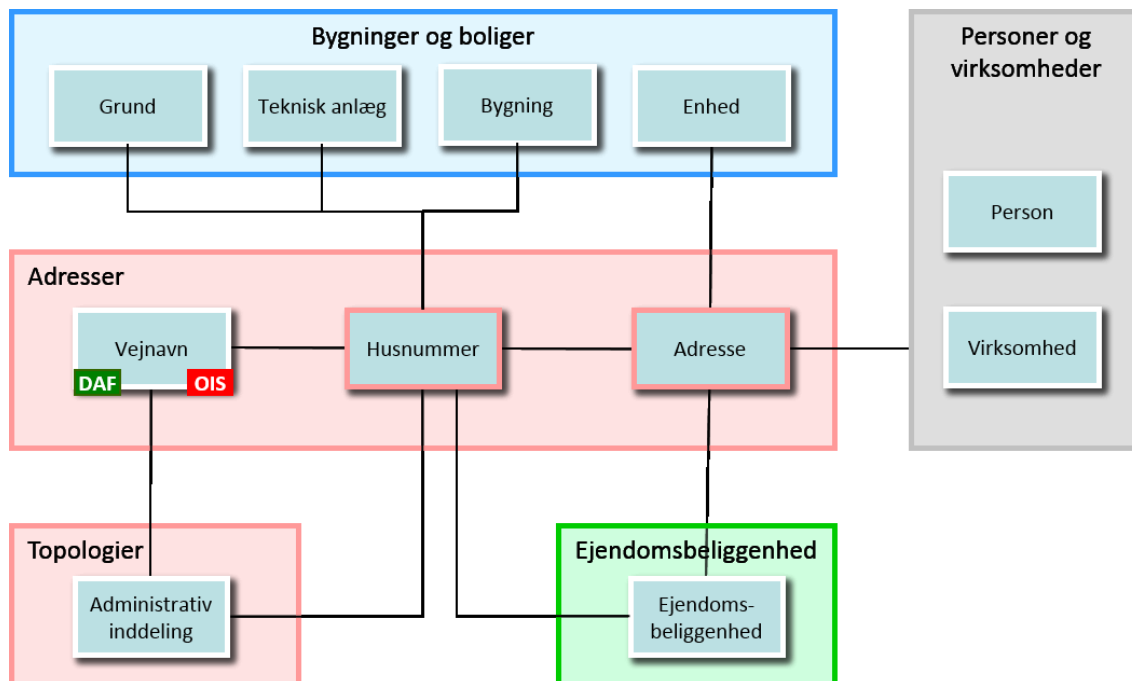 Bygninger og boliger
Grund
Teknisk anlæg
Bygning
Enhed
Personer og
virksomheder
Person
Virksomhed
Adresser
Vejnavn
DAF
OIS
Husnummer
Adresse
Topologier
Administrativ
inddeling
Ejendomsbeliggenhed
Ejendoms-
beliggenhed